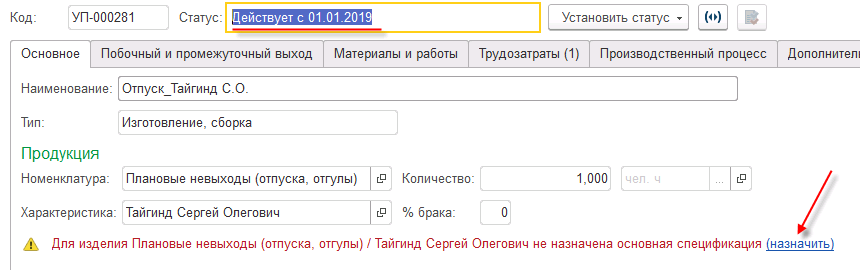 Код: УП-000281 Статус: Действует с 01.01.2019 Установить статус
Основное Побочный и промежуточный выход Материалы и работы Трудозатраты (1) Производственный процесс Дополнител
Наименование: Отпуск_Тайгинд С.О.
Тип: Изготовление, сборка
Продукция
Номенклатура: Плановые невыходы (отпуска, отгулы) Количество: 1,000 чел. ч ...
Характеристика: Тайгинд Сергей Олегович % брака: 0
Для изделия Плановые невыходы (отпуска, отгулы) / Тайгинд Сергей Олегович не назначена основная спецификация (назначить)